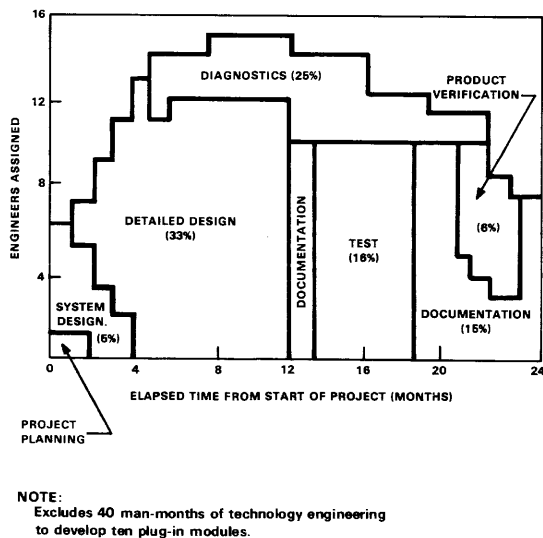 16
DIAGNOSTICS (25%)
PRODUCT
VERIFICATION
12
ENGINEERS ASSIGNED
8
DETAILED DESIGN
(33%)
DOCUMENTATION
TEST
(16%)
(6%)
4
SYSTEM
DESIGN.
(5%)
DOCUMENTATION
(15%)
0 4 8 12 14 16 20 24
ELAPSED TIME FROM START OF PROJECT (MONTHS)
PROJECT
PLANNING
NOTE:
Excludes 40 man-months of technology engineering
to develop ten plug-in modules.